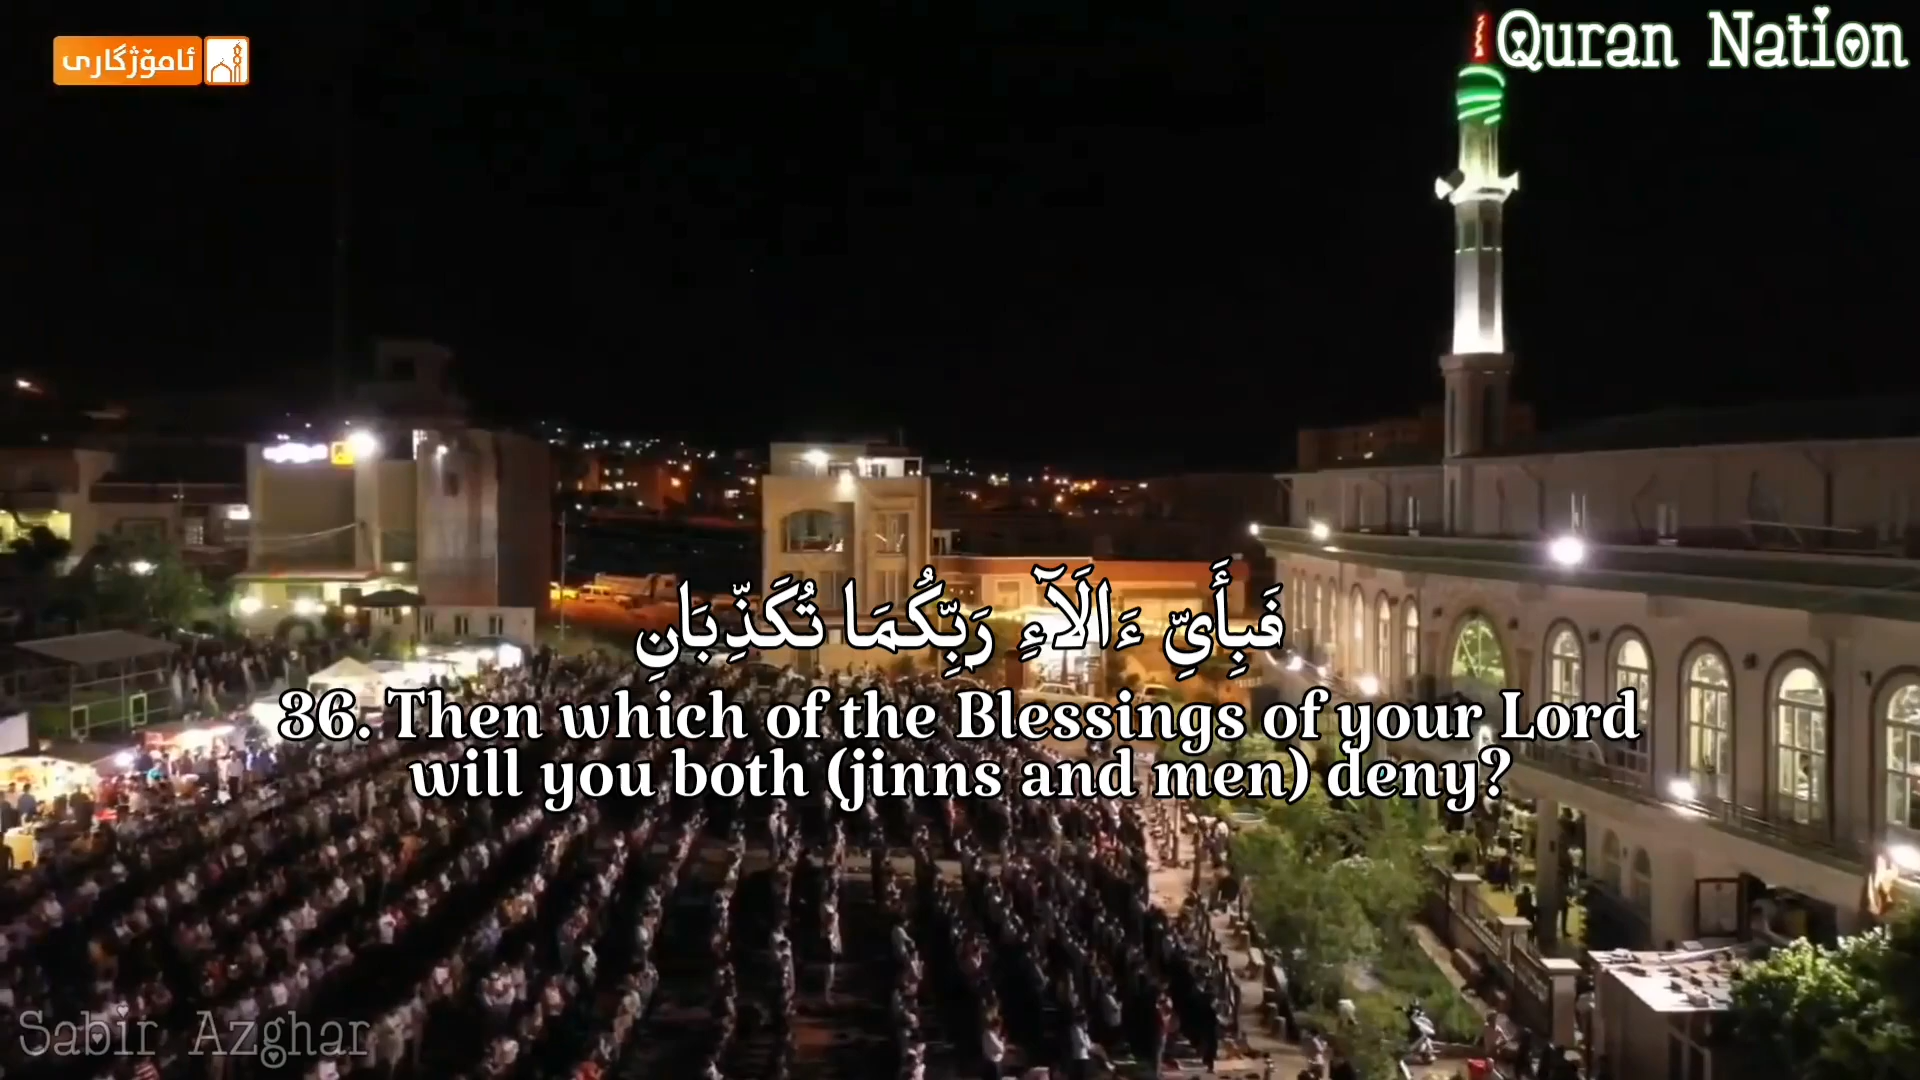 ئامۆژگاری
Quran Nation
فَبِأَيِّ ءَالَآءِ رَبِّكُمَا تُكَذِّبَانِ
36. Then which of the Blessings of your Lord
will you both (jinns and men) deny?
Sabir Azghar